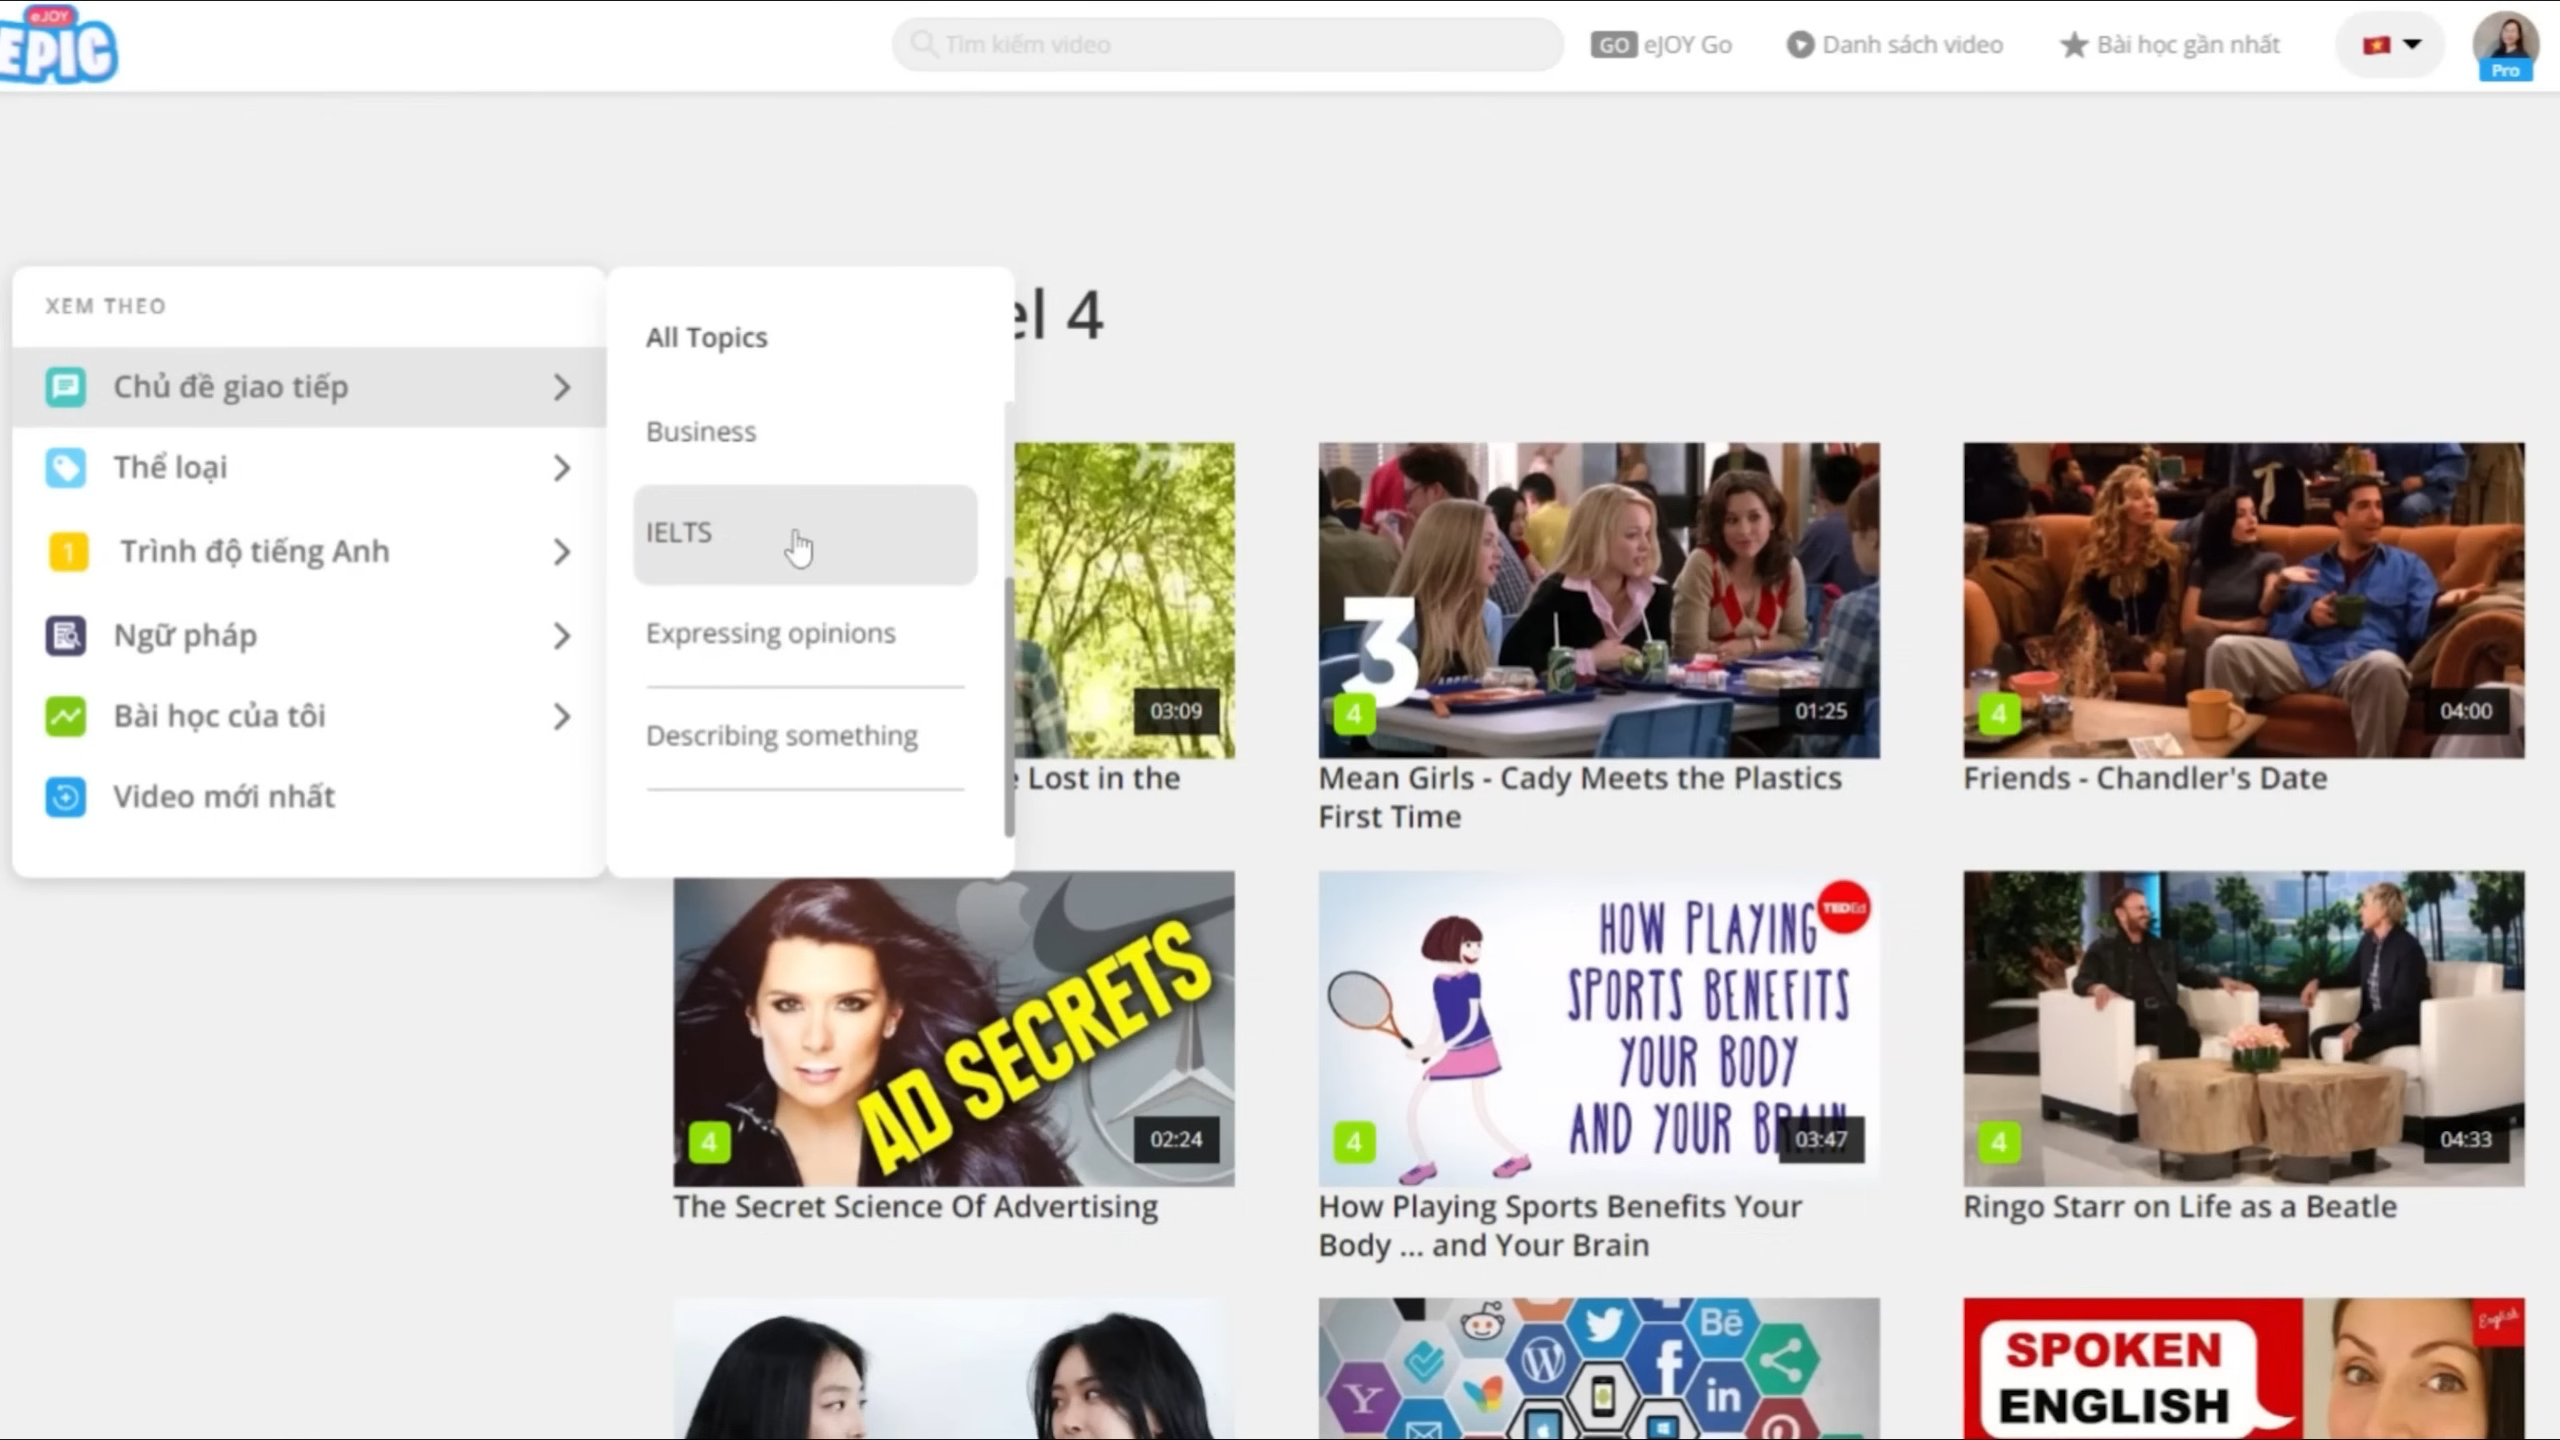 eJOY
EPIC
Tìm kiếm video
GO eJOY Go
Danh sách video
Bài học gần nhất
Pro
XEM THEO
Chủ đề giao tiếp
Thể loại
1 Trình độ tiếng Anh
Ngữ pháp
Bài học của tôi
Video mới nhất
All Topics
Business
IELTS
Expressing opinions
Describing something
el 4
03:09
Lost in the
3
4
01:25
Mean Girls - Cady Meets the Plastics
First Time
4
04:00
Friends - Chandler's Date
AD SECRETS
4
02:24
The Secret Science Of Advertising
TEDEd
HOW PLAYING
SPORTS BENEFITS
YOUR BODY
AND YOUR BRAIN
4
03:47
How Playing Sports Benefits Your
Body ... and Your Brain
4
04:33
Ringo Starr on Life as a Beatle
Bē
in
English
SPOKEN
ENGLISH